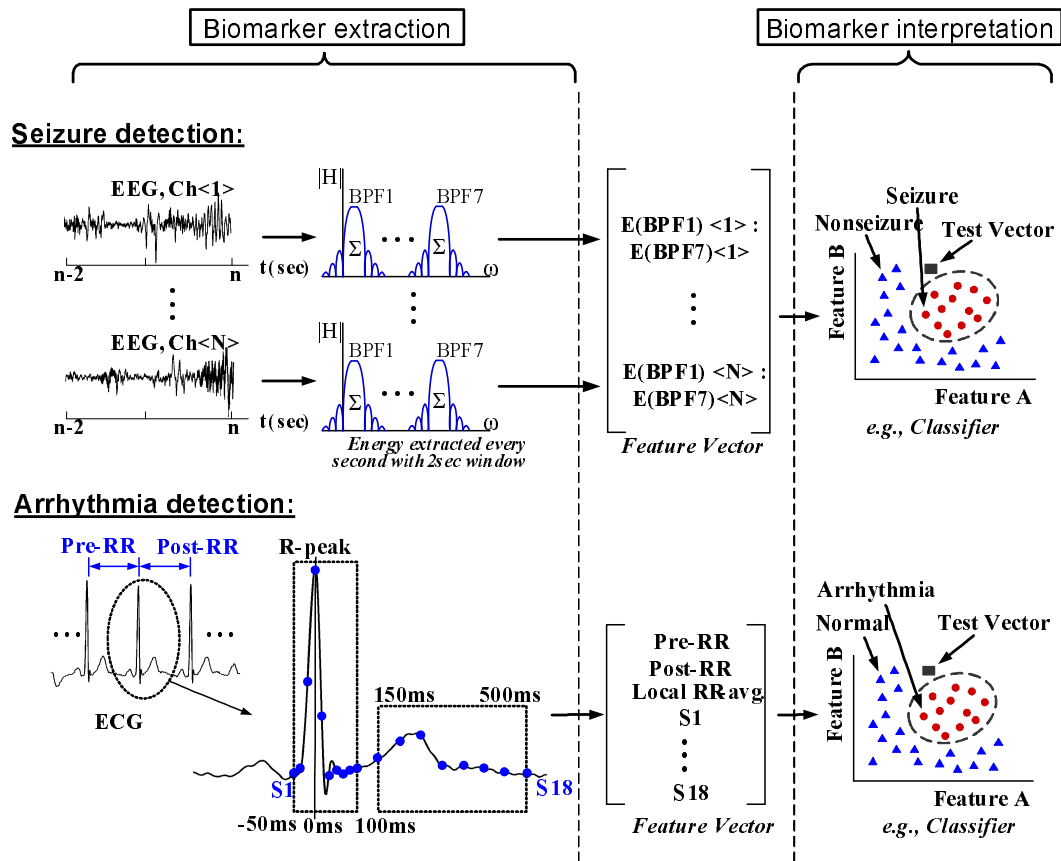 Biomarker extraction
Biomarker interpretation
Seizure detection:
EEG, Ch<1>
n-2
n
t(sec)
|H|
BPF1
BPF7
Σ
Σ
ω
E(BPF1) <1> :
E(BPF7)<1>
Seizure
Nonseizure
Test Vector
Feature B
Feature A
e.g., Classifier
EEG, Ch<N>
n-2
n
t(sec)
|H|
BPF1
BPF7
Σ
Σ
ω
Energy extracted every
second with 2sec window
E(BPF1) <N> :
E(BPF7)<N>
Feature Vector
Arrhythmia detection:
Pre-RR
Post-RR
ECG
R-peak
150ms
500ms
S1
S18
-50ms
0ms
100ms
Pre-RR
Post-RR
Local RR-avg
S1
S18
Feature Vector
Arrhythmia
Normal
Test Vector
Feature B
Feature A
e.g., Classifier